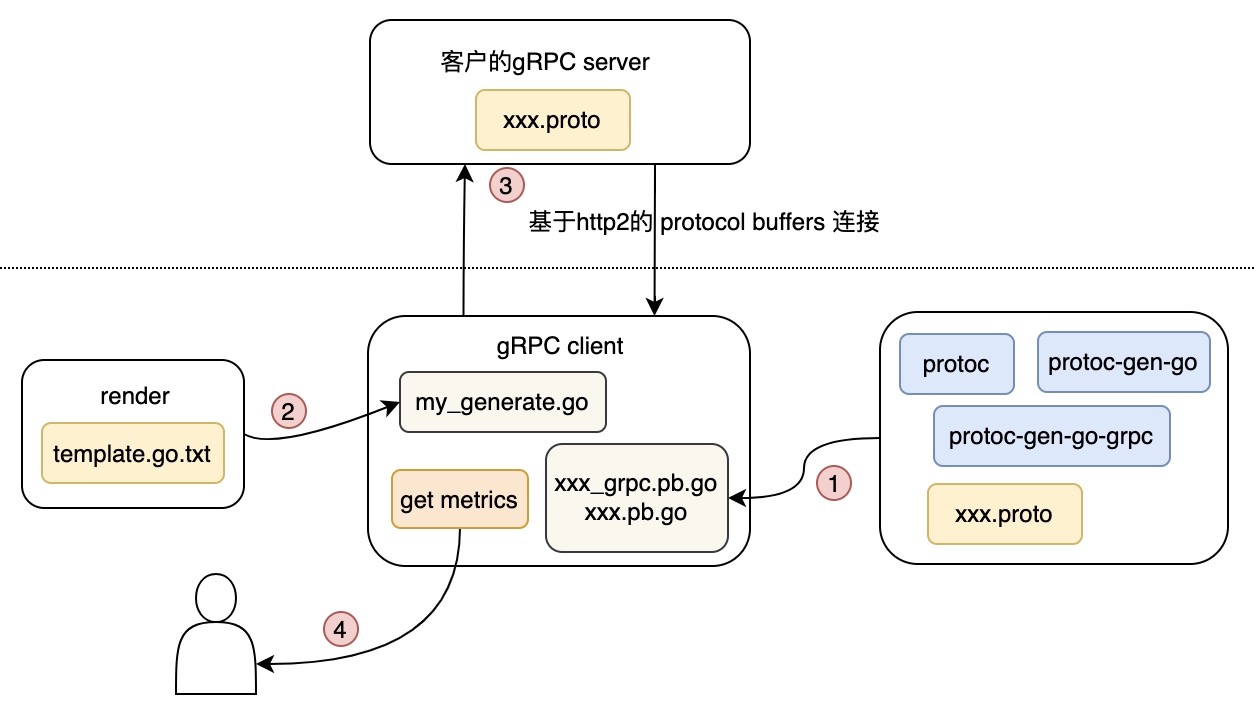 客户的gRPC server
xxx.proto
3
基于http2的 protocol buffers 连接
render
template.go.txt
2
gRPC client
my_generate.go
get metrics
xxx_grpc.pb.go
xxx.pb.go
1
protoc
protoc-gen-go
protoc-gen-go-grpc
xxx.proto
4